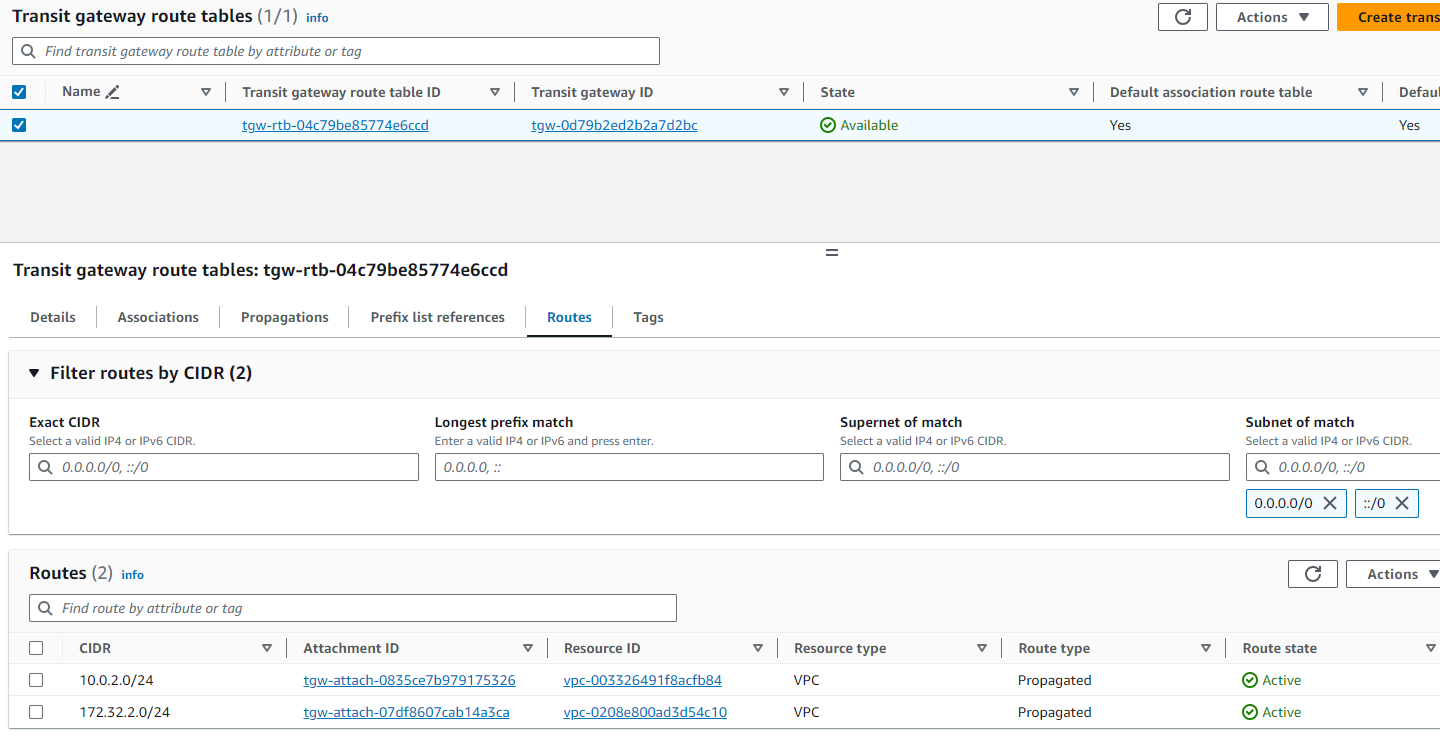 Transit gateway route tables (1/1) info
Actions ▼
Create trans
Find transit gateway route table by attribute or tag
Name
Transit gateway route table ID
Transit gateway ID
State
Default association route table
Defaul
tgw-rtb-04c79be85774e6ccd
tgw-0d79b2ed2b2a7d2bc
Available
Yes
Yes
Transit gateway route tables: tgw-rtb-04c79be85774e6ccd
Details
Associations
Propagations
Prefix list references
Routes
Tags
▼ Filter routes by CIDR (2)
Exact CIDR
Longest prefix match
Supernet of match
Subnet of match
Select a valid IP4 or IPv6 CIDR.
Enter a valid IP4 or IPv6 and press enter.
Select a valid IP4 or IPv6 CIDR.
Select a valid IP4 or IPv6 CIDR.
0.0.0.0/0, ::/0
0.0.0.0, ::
0.0.0.0/0, ::/0
0.0.0.0/0, ::/0
0.0.0.0/0
::/0
Routes (2) info
Actions ▼
Find route by attribute or tag
CIDR
Attachment ID
Resource ID
Resource type
Route type
Route state
10.0.2.0/24
tgw-attach-0835ce7b979175326
vpc-003326491f8acfb84
VPC
Propagated
Active
172.32.2.0/24
tgw-attach-07df8607cab14a3ca
vpc-0208e800ad3d54c10
VPC
Propagated
Active